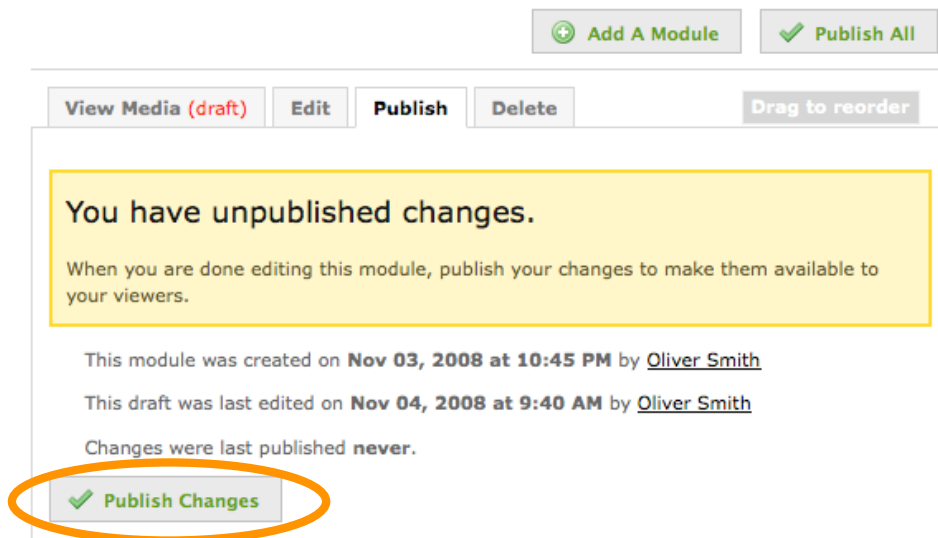 Add A Module
Publish All
View Media (draft)
Edit
Publish
Delete
Drag to reorder
You have unpublished changes.
When you are done editing this module, publish your changes to make them available to
your viewers.
This module was created on Nov 03, 2008 at 10:45 PM by Oliver Smith
This draft was last edited on Nov 04, 2008 at 9:40 AM by Oliver Smith
Changes were last published never.
Publish Changes